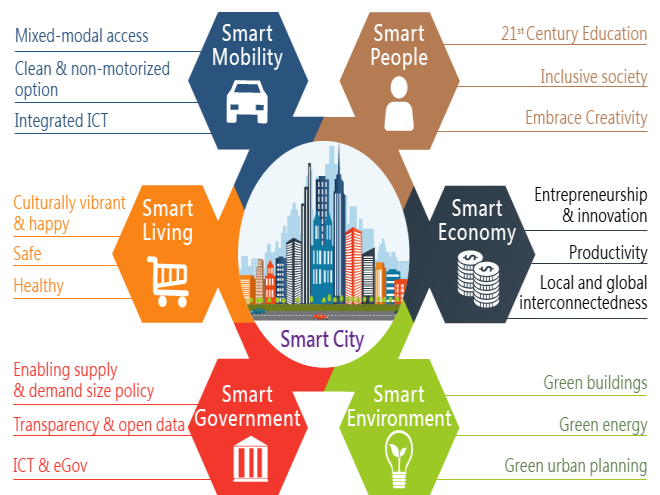 Smart
Mobility
Mixed-modal access
Clean & non-motorized
option
Integrated ICT
Smart
People
21st Century Education
Inclusive society
Embrace Creativity
Smart
Living
Culturally vibrant
& happy
Safe
Healthy
Smart
Economy
Entrepreneurship
& innovation
Productivity
Local and global
interconnectedness
Smart City
Smart
Government
Enabling supply
& demand size policy
Transparency & open data
ICT & eGov
Smart
Environment
Green buildings
Green energy
Green urban planning